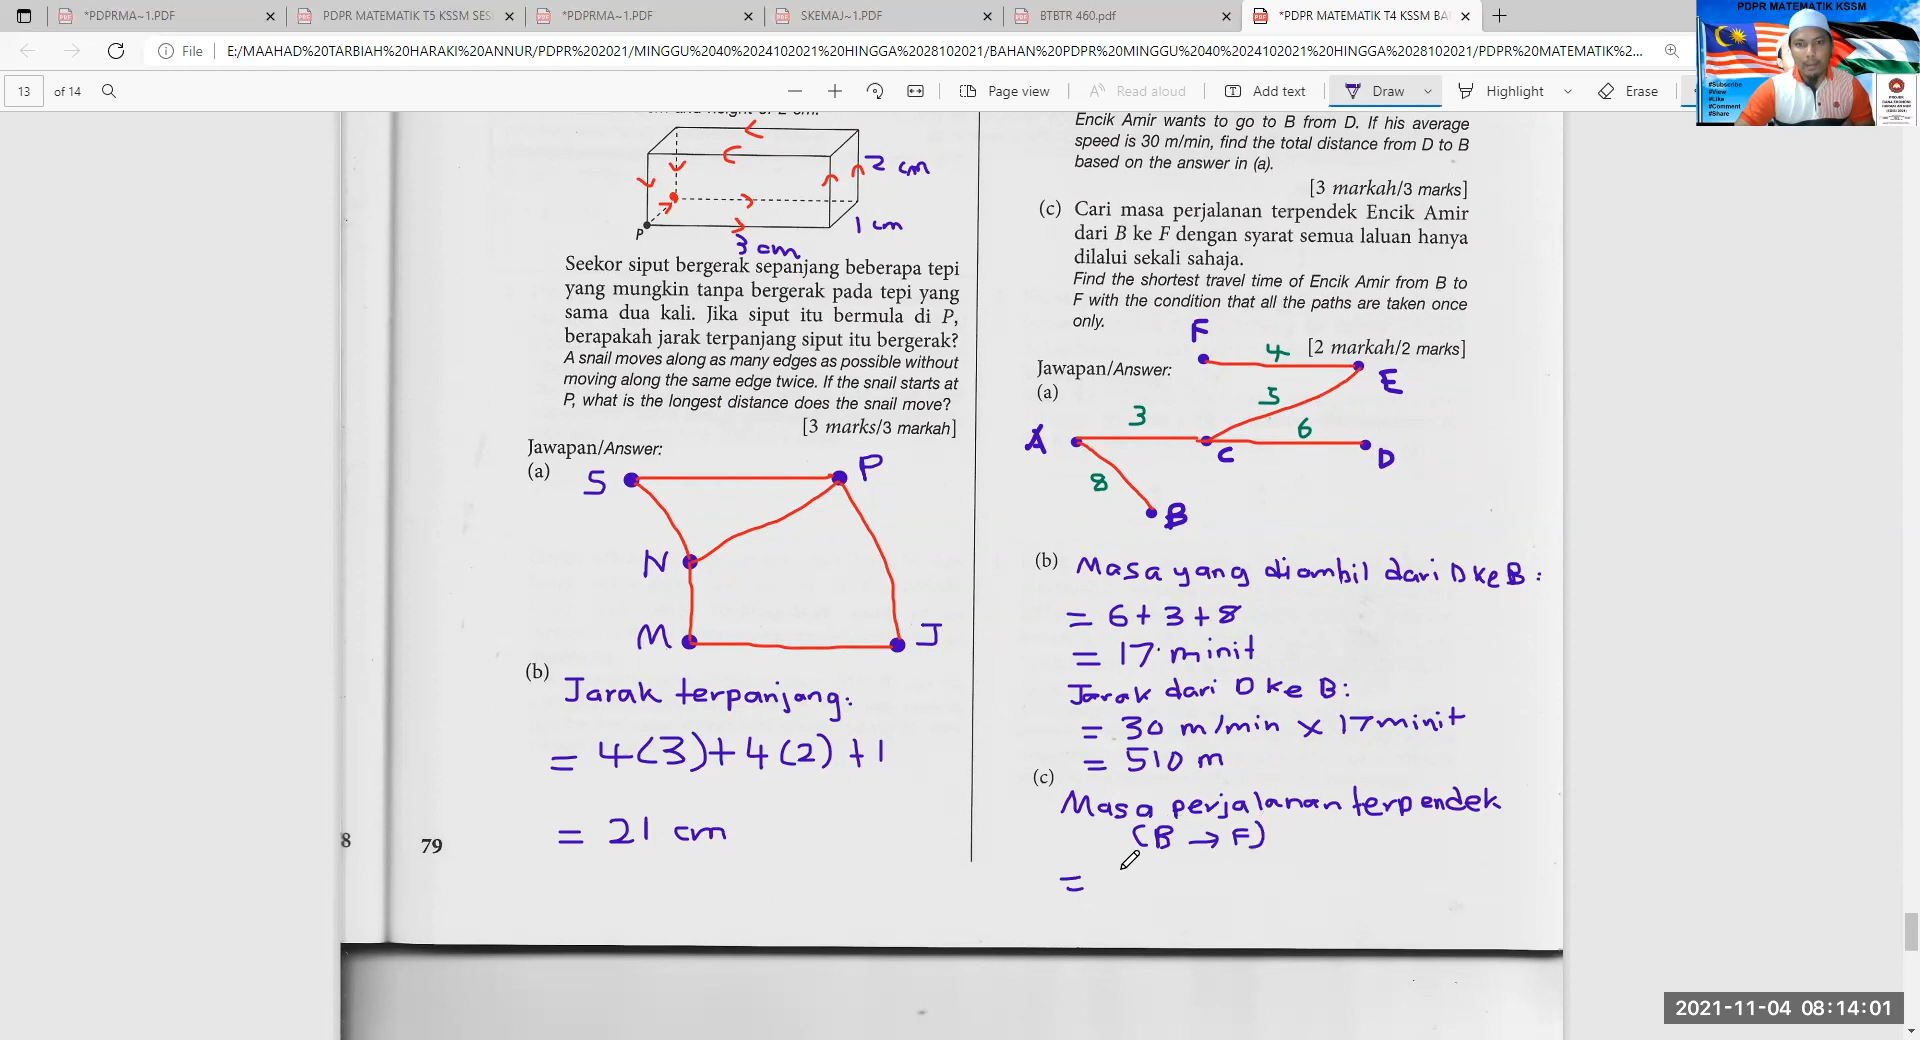 *PDPRMA~1.PDF
PDPR MATEMATIK T5 KSSM SES
*PDPRMA~1.PDF
SKEMAJ~1.PDF
BTBTR 460.pdf
*PDPR MATEMATIK T4 KSSM BA
File
E:/MAAHAD%20TARBIAH%20HARAKI%20ANNUR/PDPR%202021/MINGGU%2040%2024102021%20HINGGA%2028102021/BAHAN%20PDPR%20MINGGU%2040%2024102021%20HINGGA%2028102021/PDPR%20MATEMATIK%2...
13 of 14
Page view
Read aloud
Add text
Draw
Highlight
Erase
PDPR MATEMATIK KSSM
#Subscribe
#View
#Like
#Comment
#Share
2 cm
1 cm
P
3 cm
Seekor siput bergerak sepanjang beberapa tepi
yang mungkin tanpa bergerak pada tepi yang
sama dua kali. Jika siput itu bermula di P,
berapakah jarak terpanjang siput itu bergerak?
A snail moves along as many edges as possible without
moving along the same edge twice. If the snail starts at
P, what is the longest distance does the snail move?
[3 marks/3 markah]
Jawapan/Answer:
(a)
S
P
N
M
J
(b)
Jarak terpanjang:
= 4(3)+4(2)+1
= 21 cm
8
79
Encik Amir wants to go to B from D. If his average
speed is 30 m/min, find the total distance from D to B
based on the answer in (a).
[3 markah/3 marks]
(c) Cari masa perjalanan terpendek Encik Amir
dari B ke F dengan syarat semua laluan hanya
dilalui sekali sahaja.
Find the shortest travel time of Encik Amir from B to
F with the condition that all the paths are taken once
only.
[2 markah/2 marks]
Jawapan/Answer:
(a)
F
4
E
5
A
3
C
6
D
8
B
(b) Masa yang diambil dari D ke B:
= 6+3+8
= 17 minit
Jarak dari D ke B:
= 30 m/min x 17 minit
= 510 m
(c)
Masa perjalanan terpendek
(B → F)
=
2021-11-04 08:14:01